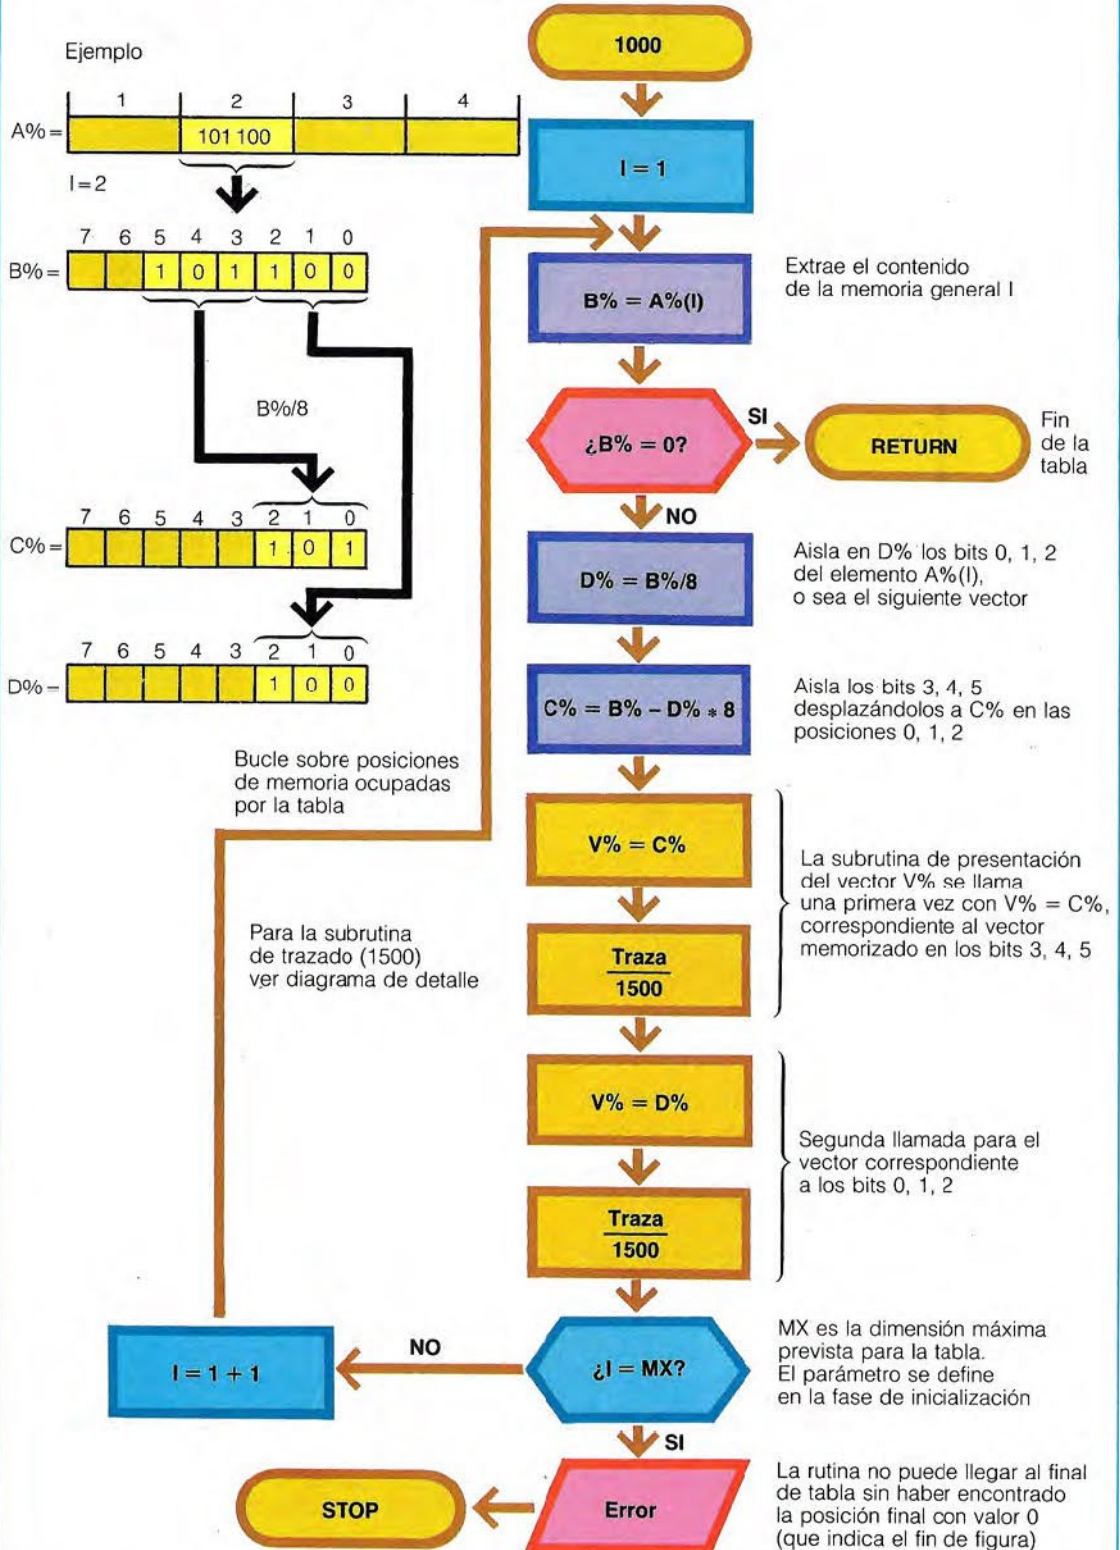 1000
Ejemplo
1 2 3 4
A% =
101 100
I = 1
I=2
7 6 5 4 3 2 1 0
B% =
1 0 1 1 0 0
B% = A%(I)
Extrae el contenido
de la memoria general I
B%/8
¿B% = 0?
SI
RETURN
Fin
de la
tabla
NO
7 6 5 4 3 2 1 0
C% =
1 0 1
D% = B%/8
Aisla en D% los bits 0, 1, 2
del elemento A%(I),
o sea el siguiente vector
7 6 5 4 3 2 1 0
D% –
1 0 0
C% = B% – D% * 8
Aisla los bits 3, 4, 5
desplazándolos a C% en las
posiciones 0, 1, 2
Bucle sobre posiciones
de memoria ocupadas
por la tabla
V% = C%
La subrutina de presentación
del vector V% se llama
una primera vez con V% = C%,
correspondiente al vector
memorizado en los bits 3, 4, 5
Para la subrutina
de trazado (1500)
ver diagrama de detalle
Traza
1500
V% = D%
Segunda llamada para el
vector correspondiente
a los bits 0, 1, 2
Traza
1500
MX es la dimensión máxima
prevista para la tabla.
El parámetro se define
en la fase de inicialización
¿I = MX?
NO
I = 1 + 1
SI
Error
STOP
La rutina no puede llegar al final
de tabla sin haber encontrado
la posición final con valor 0
(que indica el fin de figura)